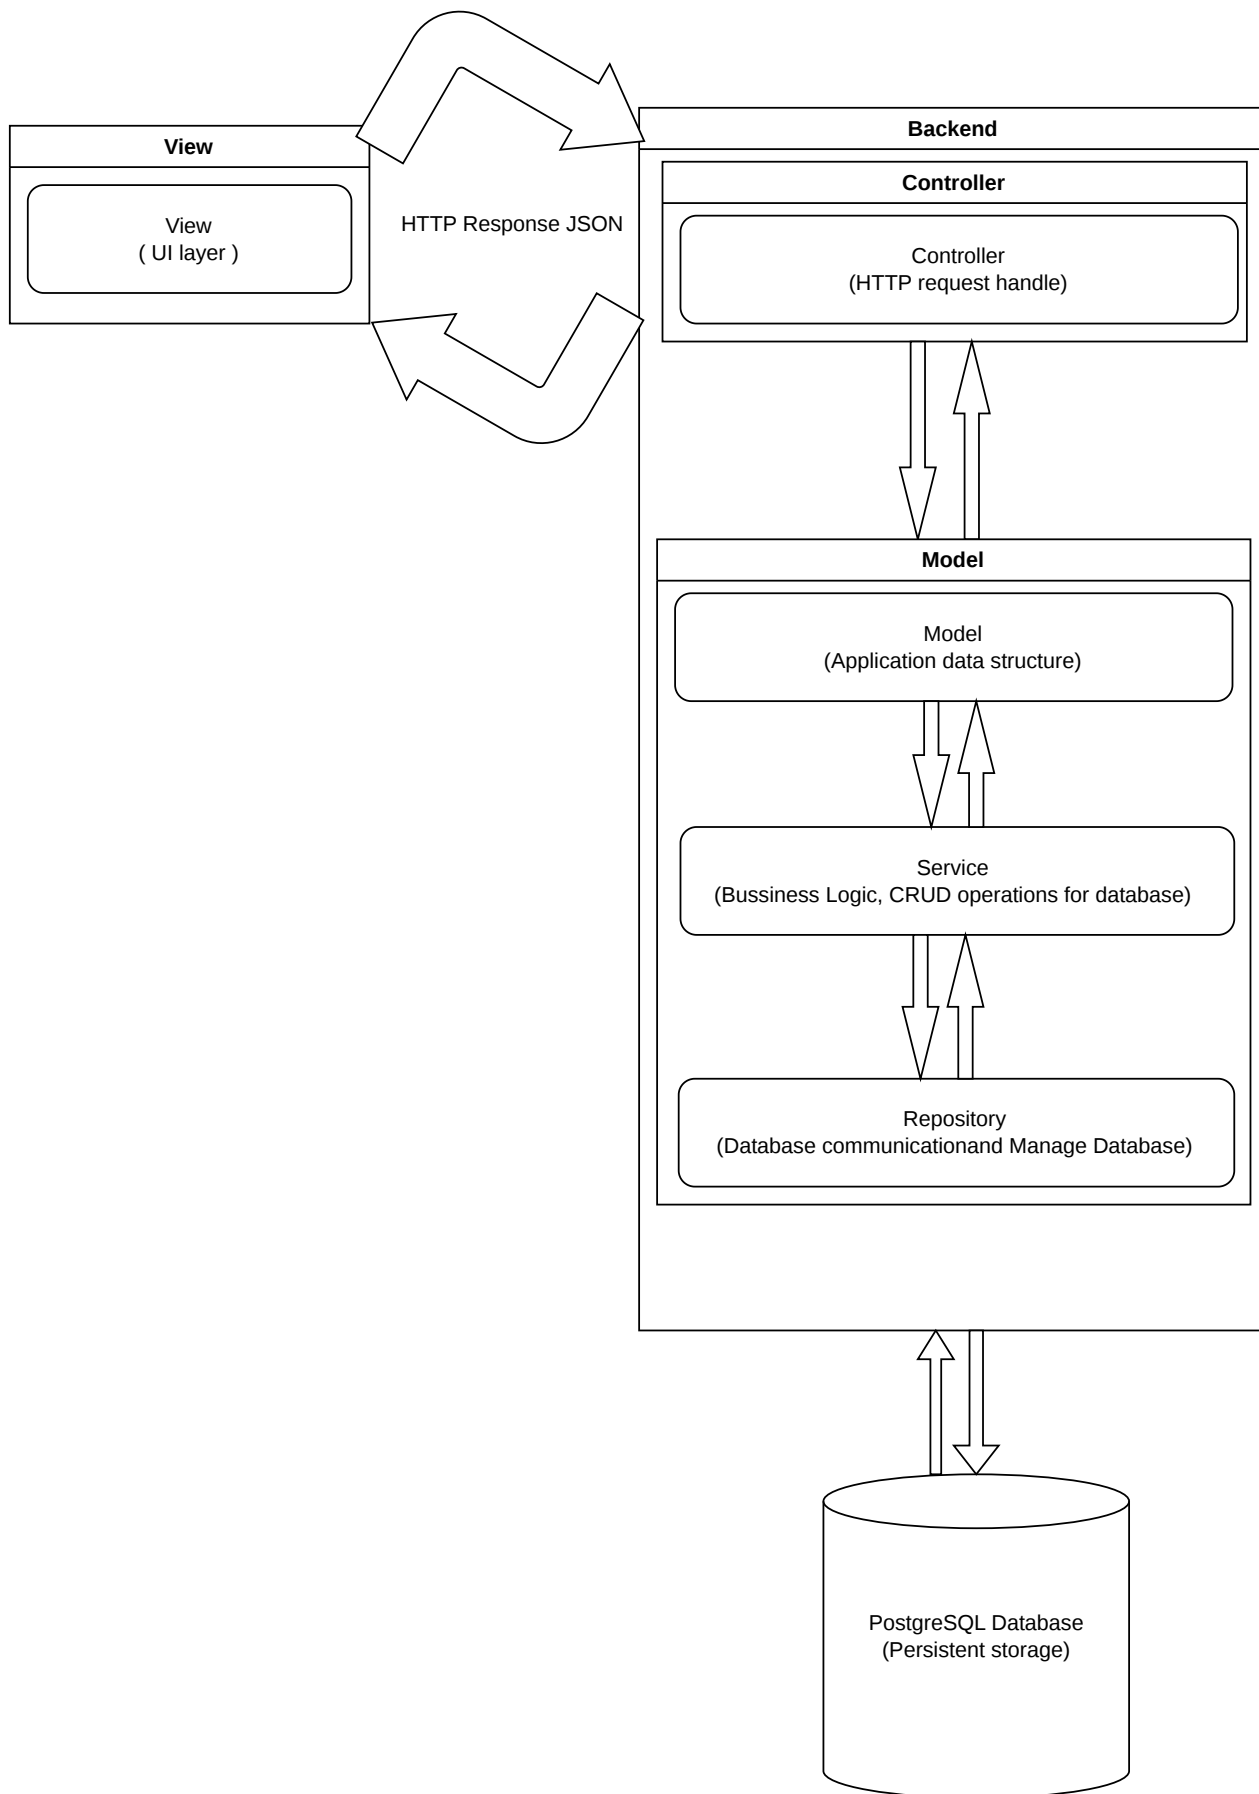 View
View
( UI layer )
HTTP Response JSON
Backend
Controller
Controller
(HTTP request handle)
Model
Model
(Application data structure)
Service
(Bussiness Logic, CRUD operations for database)
Repository
(Database communicationand Manage Database)
PostgreSQL Database
(Persistent storage)